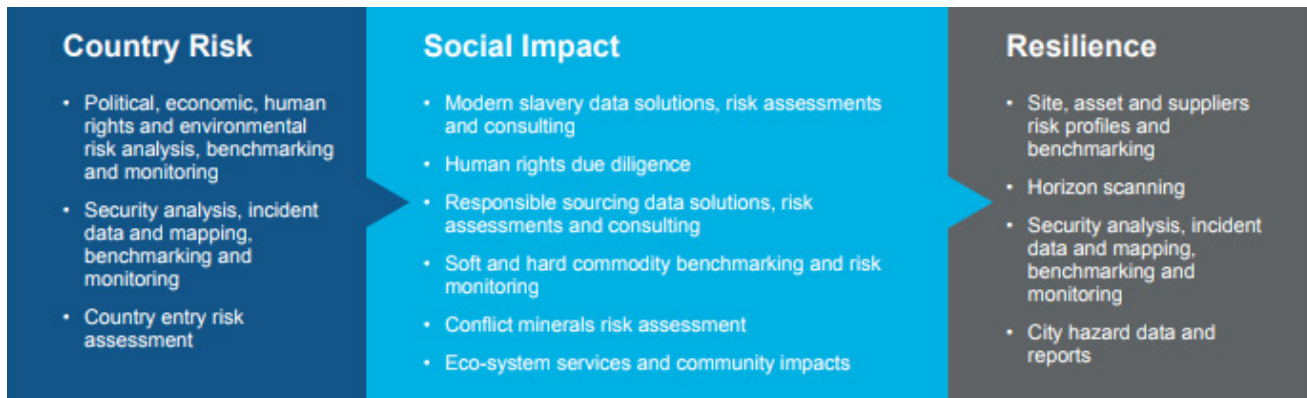 Country Risk
• Political, economic, human
rights and environmental
risk analysis, benchmarking
and monitoring
• Security analysis, incident
data and mapping,
benchmarking and
monitoring
• Country entry risk
assessment
Social Impact
• Modern slavery data solutions, risk assessments
and consulting
• Human rights due diligence
• Responsible sourcing data solutions, risk
assessments and consulting
• Soft and hard commodity benchmarking and risk
monitoring
• Conflict minerals risk assessment
• Eco-system services and community impacts
Resilience
• Site, asset and suppliers
risk profiles and
benchmarking
• Horizon scanning
• Security analysis, incident
data and mapping,
benchmarking and
monitoring
• City hazard data and
reports